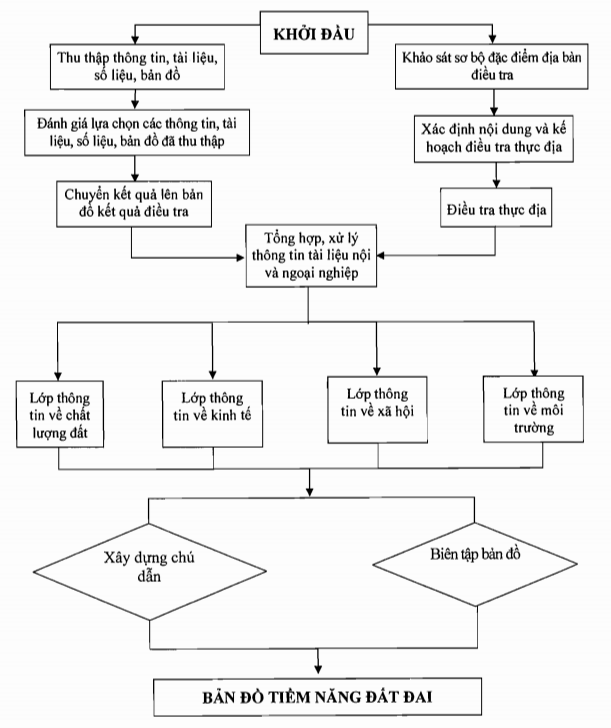 KHỞI ĐẦU
Thu thập thông tin, tài liệu,
số liệu, bản đồ
Khảo sát sơ bộ đặc điểm địa bàn
điều tra
Đánh giá lựa chọn các thông tin, tài
liệu, số liệu, bản đồ đã thu thập
Xác định nội dung và kế
hoạch điều tra thực địa
Chuyển kết quả lên bản
đồ kết quả điều tra
Điều tra thực địa
Tổng hợp, xử lý
thông tin tài liệu nội
và ngoại nghiệp
Lớp thông
tin về chất
lượng đất
Lớp thông
tin về kinh tế
Lớp thông
tin về xã hội
Lớp thông
tin về môi
trường
Xây dựng chú
dẫn
Biên tập bản đồ
BẢN ĐỒ TIỀM NĂNG ĐẤT ĐAI